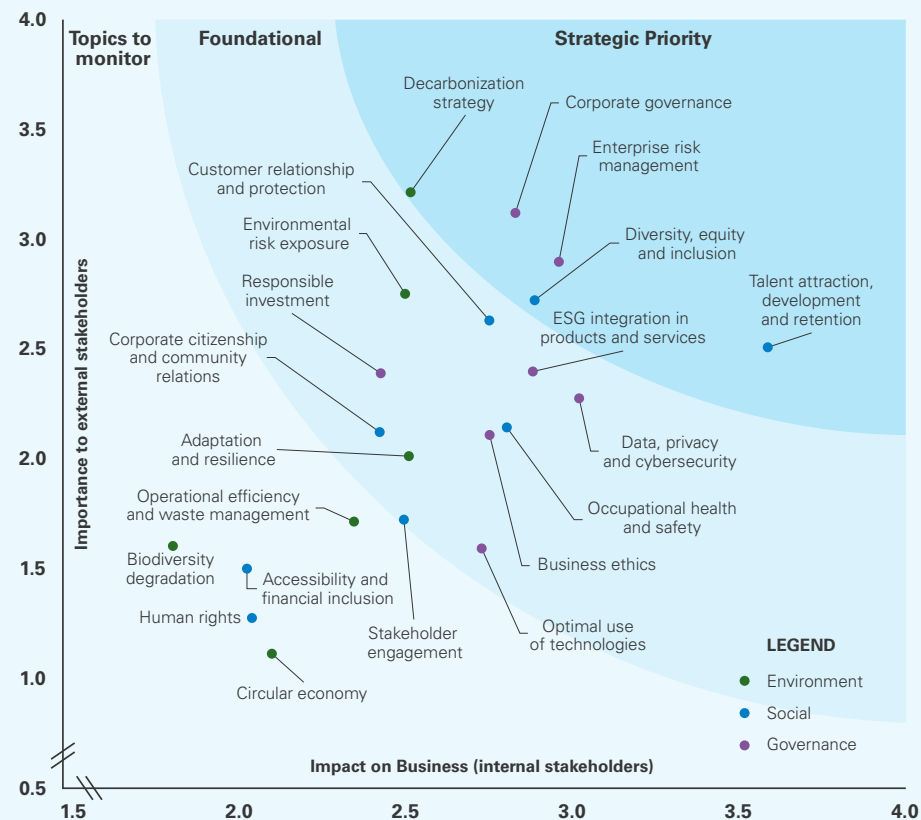 4.0
Topics to
monitor
Foundational
Strategic Priority
Decarbonization
strategy
Corporate governance
3.5
Enterprise risk
management
Customer relationship
and protection
Environmental
risk exposure
3.0
Diversity, equity
and inclusion
Responsible
investment
Talent attraction,
development
and retention
ESG integration in
products and services
Corporate citizenship
and community
relations
2.5
Importance to external stakeholders
Adaptation
and resilience
Data, privacy
and cybersecurity
2.0
Operational efficiency
and waste management
Occupational health
and safety
Biodiversity
degradation
1.5
Business ethics
Accessibility and
financial inclusion
Human rights
Stakeholder
engagement
Optimal use
of technologies
Circular economy
1.0
LEGEND
Environment
Social
Governance
Impact on Business (internal stakeholders)
0.5
1.5
2.0
2.5
3.0
3.5
4.0